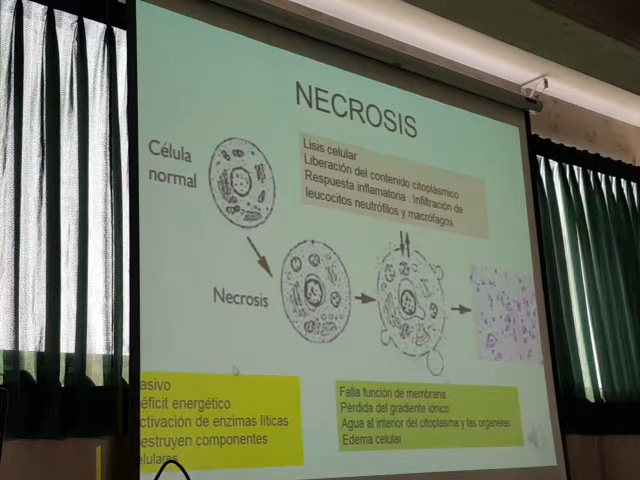 NECROSIS
Célula
normal
Lisis celular
Liberación del contenido citoplásmico
Respuesta inflamatoria . Infiltración de
leucocitos neutrófilos y macrófagos.
Necrosis
asivo
éficit energético
ctivación de enzimas líticas
estruyen componentes
elulares
Falla función de membrana
Pérdida del gradiente iónico
Agua al interior del citoplasma y las organelas
Edema celular